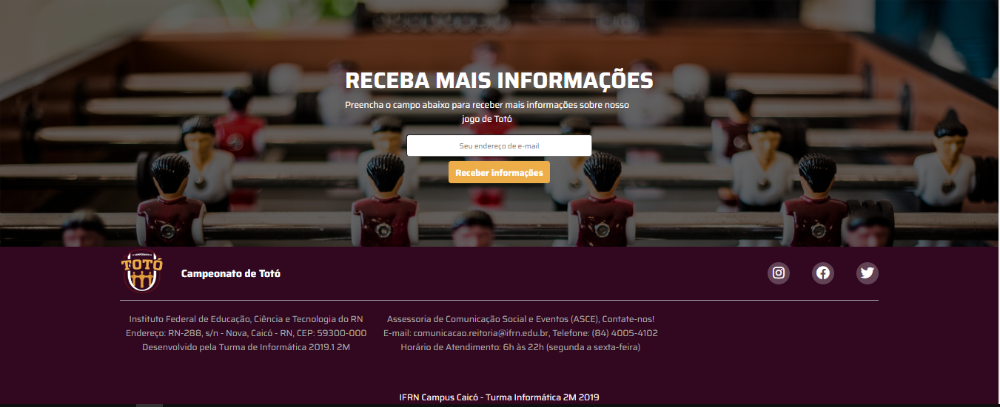 RECEBA MAIS INFORMAÇÕES
Preencha o campo abaixo para receber mais informações sobre nosso
jogo de Totó
Seu endereço de e-mail
Receber informações
CAMPEONATO
TOTÓ
Campeonato de Totó
Instituto Federal de Educação, Ciência e Tecnologia do RN
Endereço: RN-288, s/n - Nova, Caicó - RN, CEP: 59300-000
Desenvolvido pela Turma de Informática 2019.1 2M
Assessoria de Comunicação Social e Eventos (ASCE), Contate-nos!
E-mail: comunicacao.reitoria@ifrn.edu.br, Telefone: (84) 4005-4102
Horário de Atendimento: 6h às 22h (segunda a sexta-feira)
IFRN Campus Caicó - Turma Informática 2M 2019